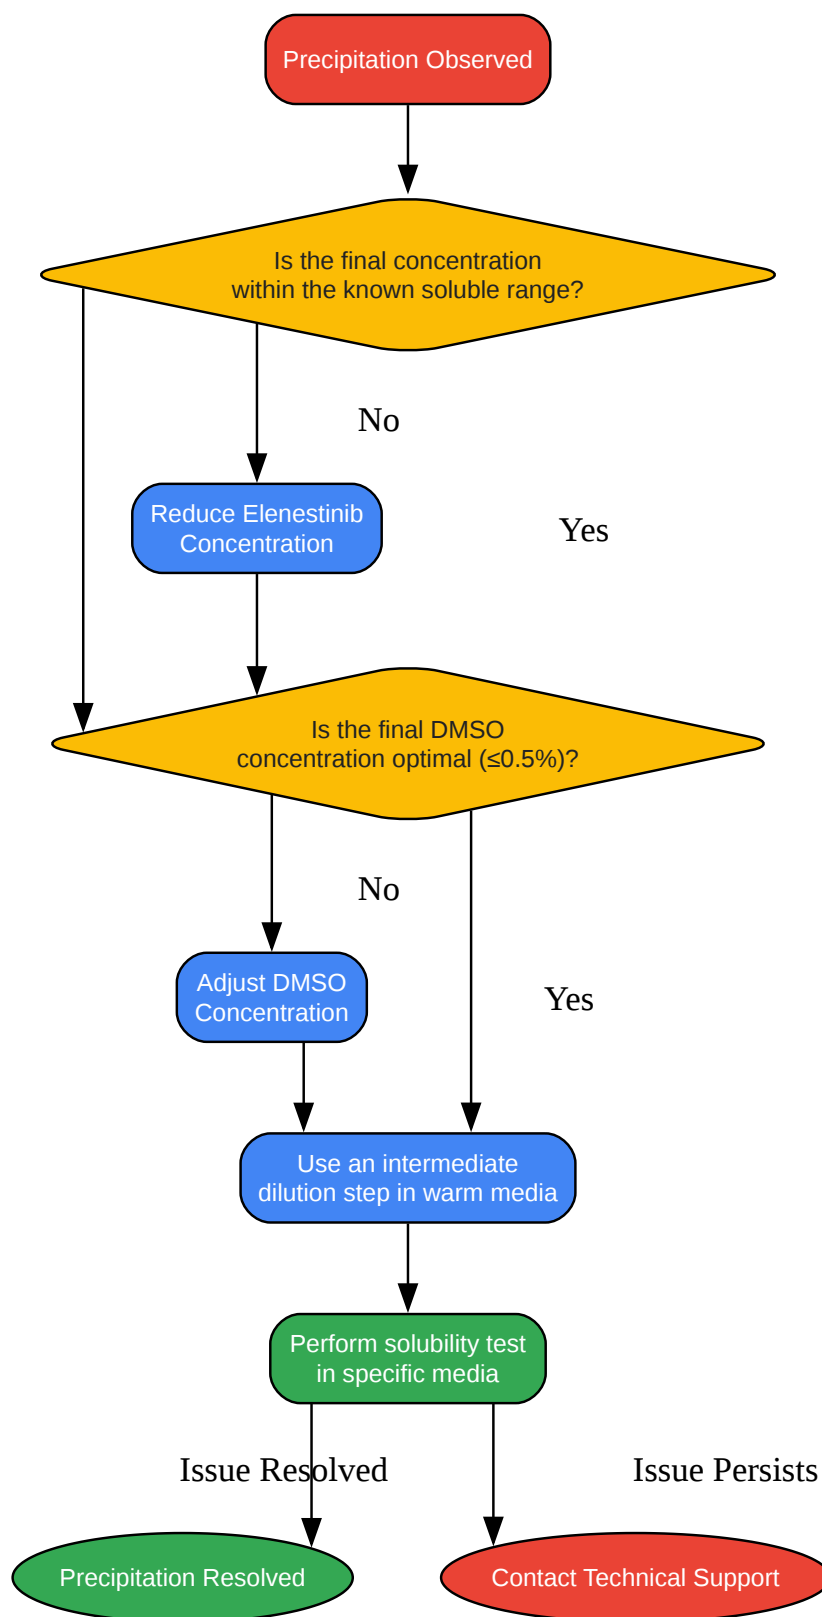 Precipitation Observed
Is the final concentration
within the known soluble range?
No
Reduce Elenestinib
Concentration
Yes
Is the final DMSO
concentration optimal (≤0.5%)?
No
Adjust DMSO
Concentration
Yes
Use an intermediate
dilution step in warm media
Perform solubility test
in specific media
Issue Resolved
Issue Persists
Precipitation Resolved
Contact Technical Support